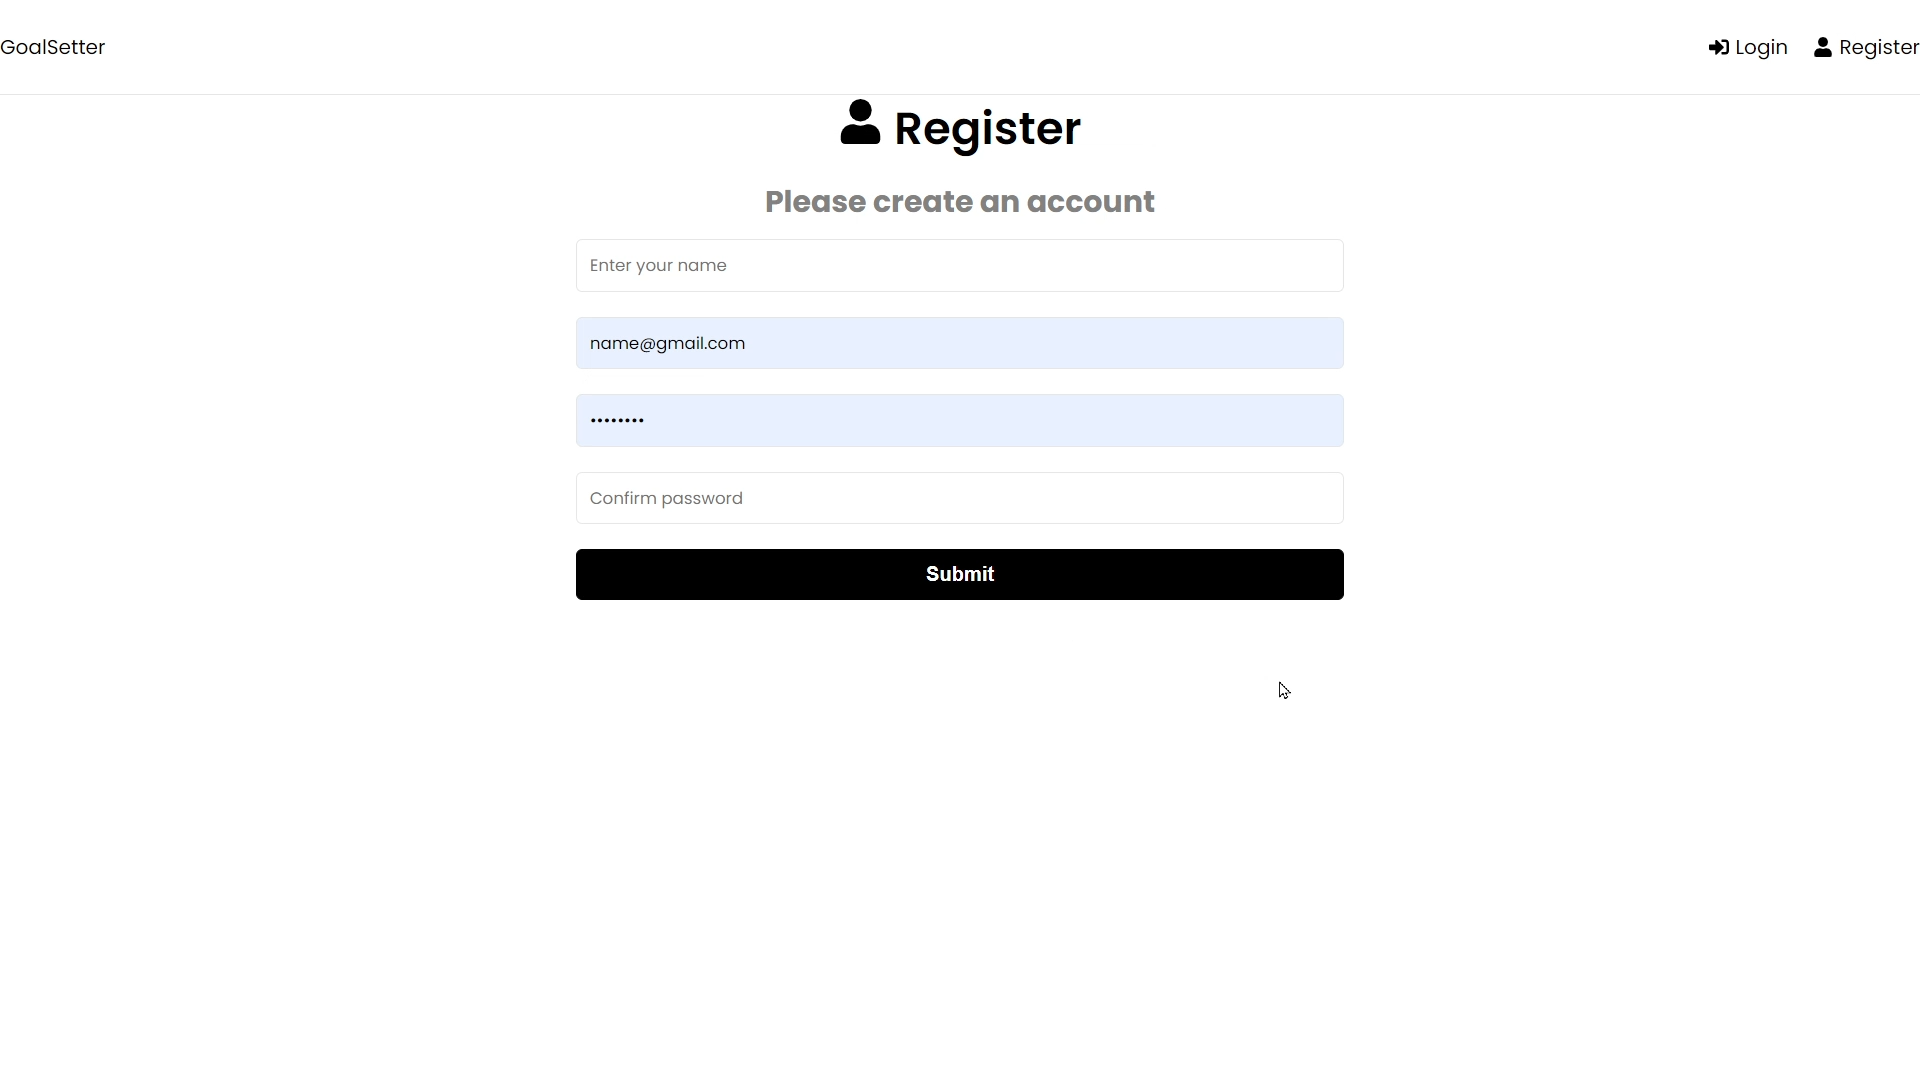 GoalSetter
Login
Register
Register
Please create an account
Enter your name
name@gmail.com
••••••••
Confirm password
Submit